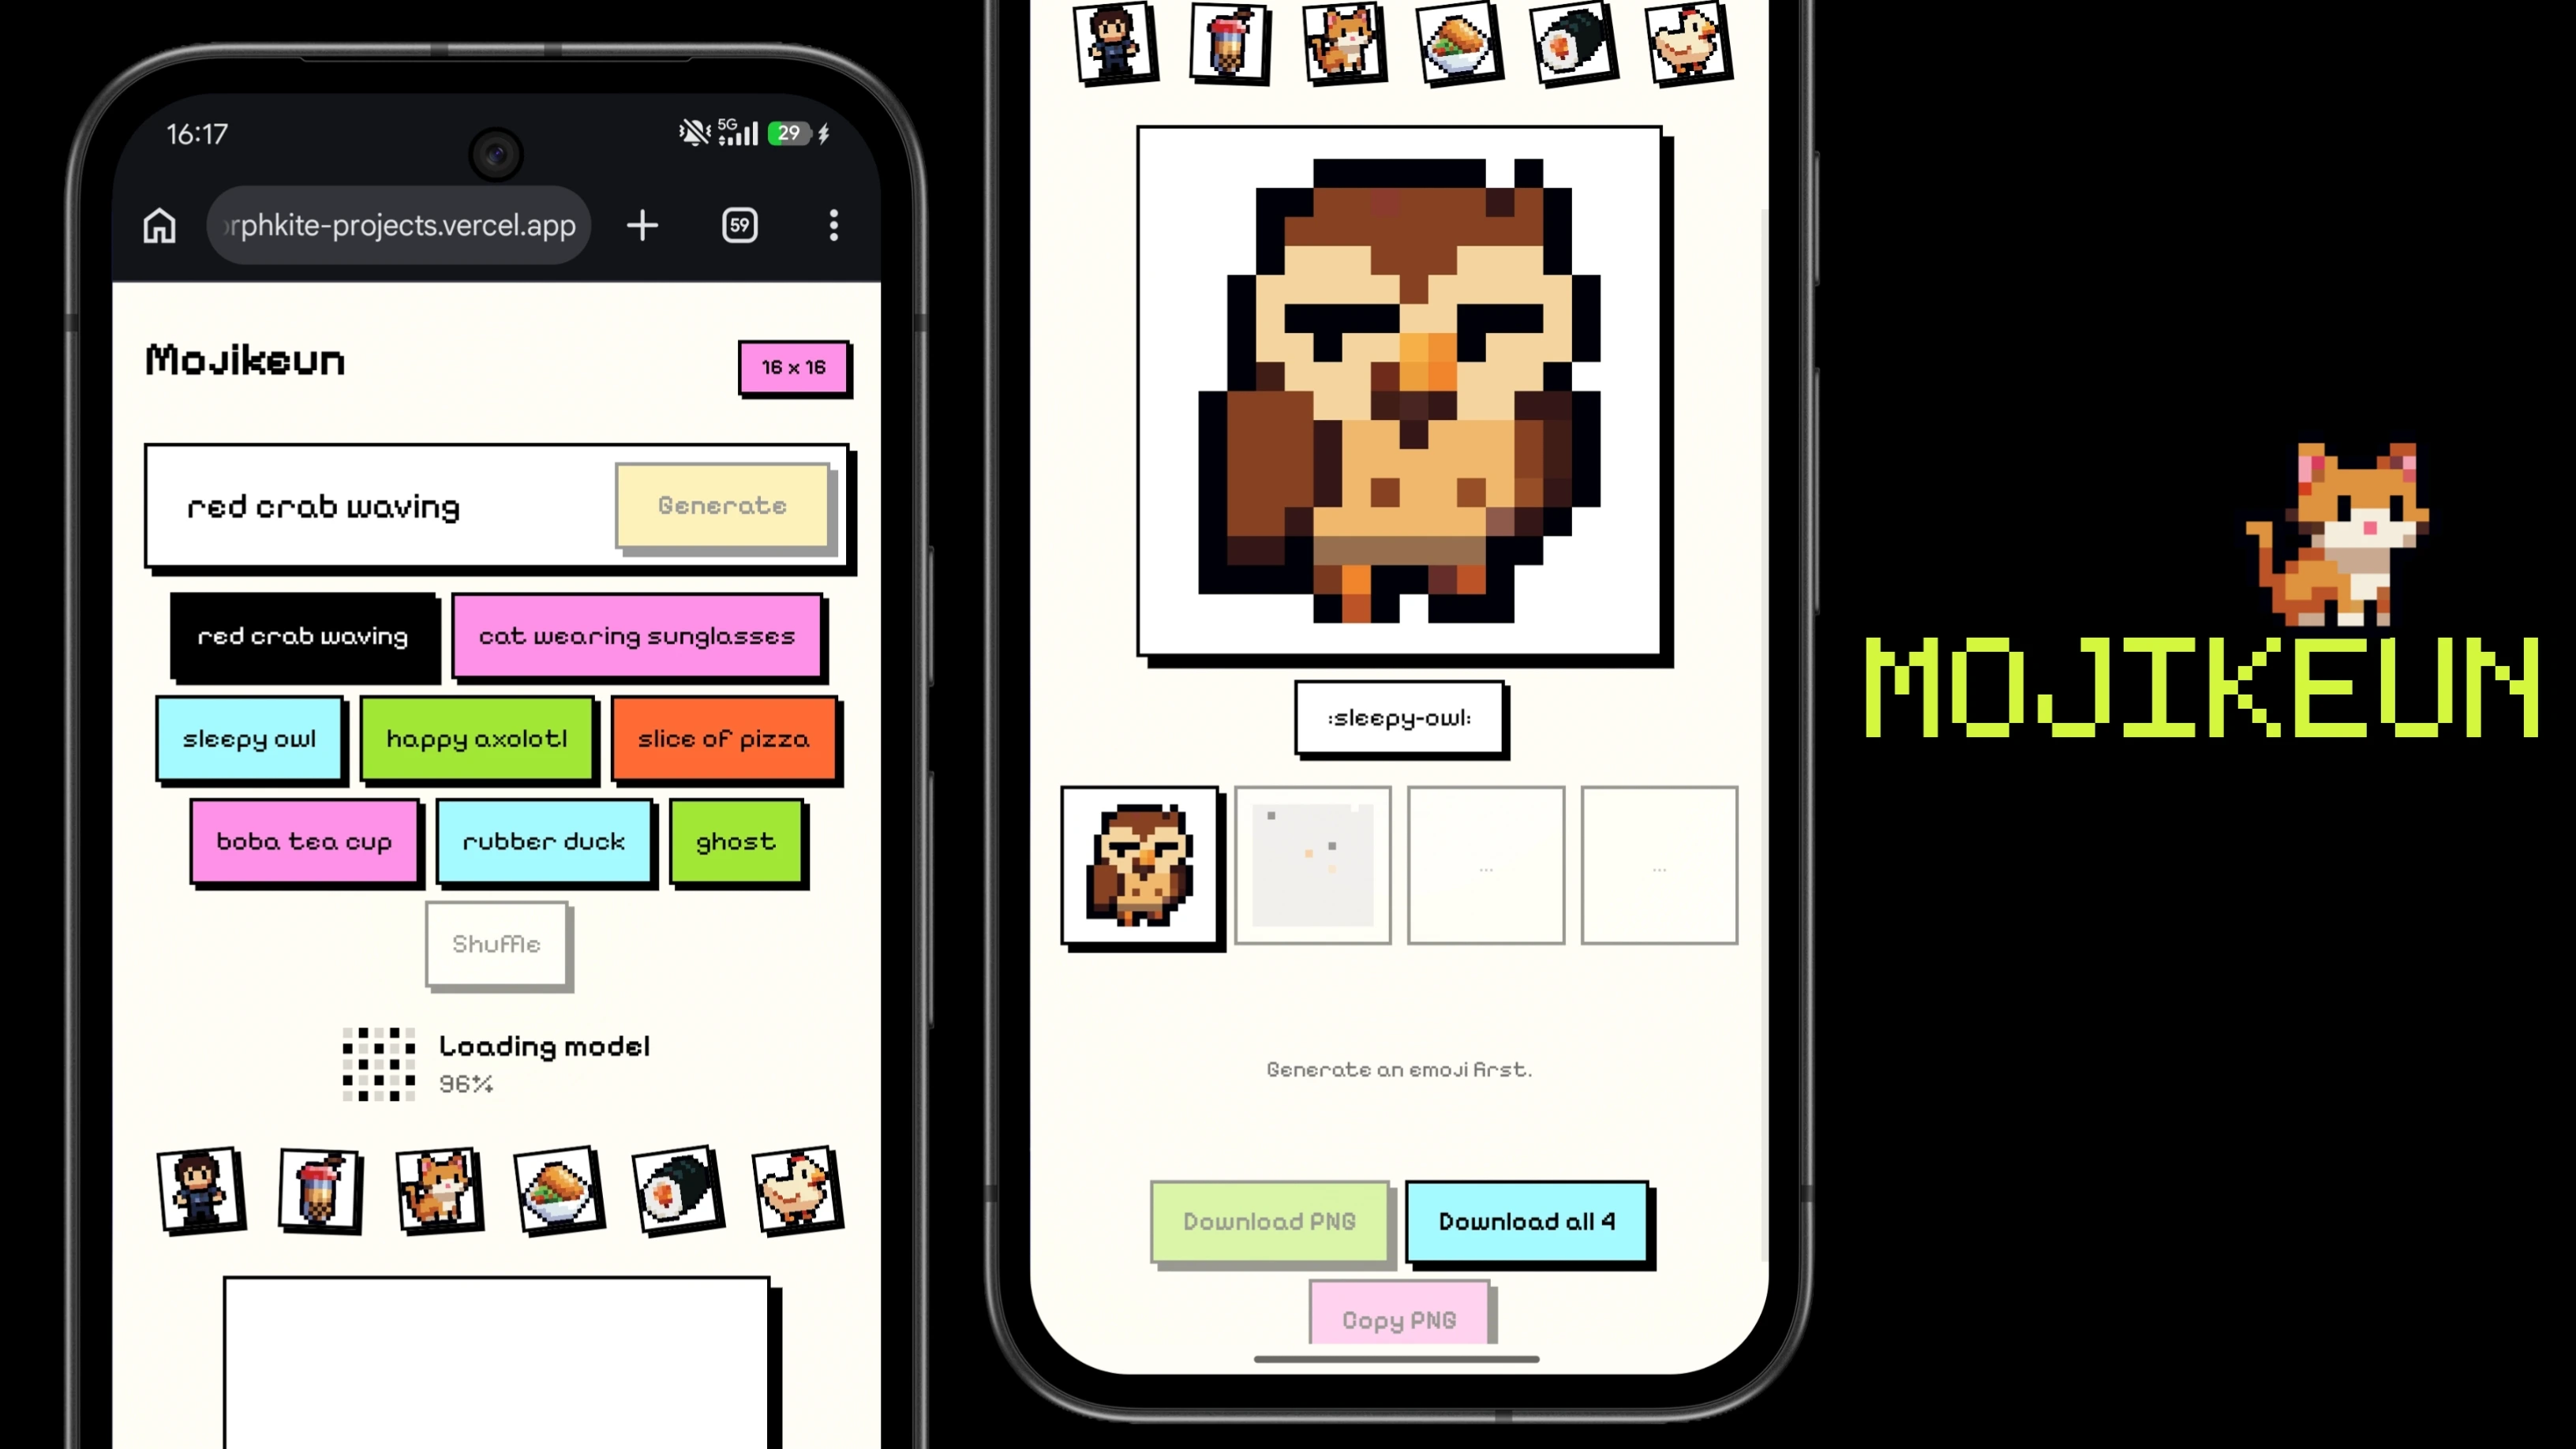 16:17
5G
29
orphkite-projects.vercel.app
59
Mojikeun
16 x 16
red crab waving
Generate
red crab waving
cat wearing sunglasses
sleepy owl
happy axolotl
slice of pizza
boba tea cup
rubber duck
ghost
Shuffle
Loading model
96%
:sleepy-owl:
...
...
Generate an emoji first.
Download PNG
Download all 4
Copy PNG
MOJIKEUN